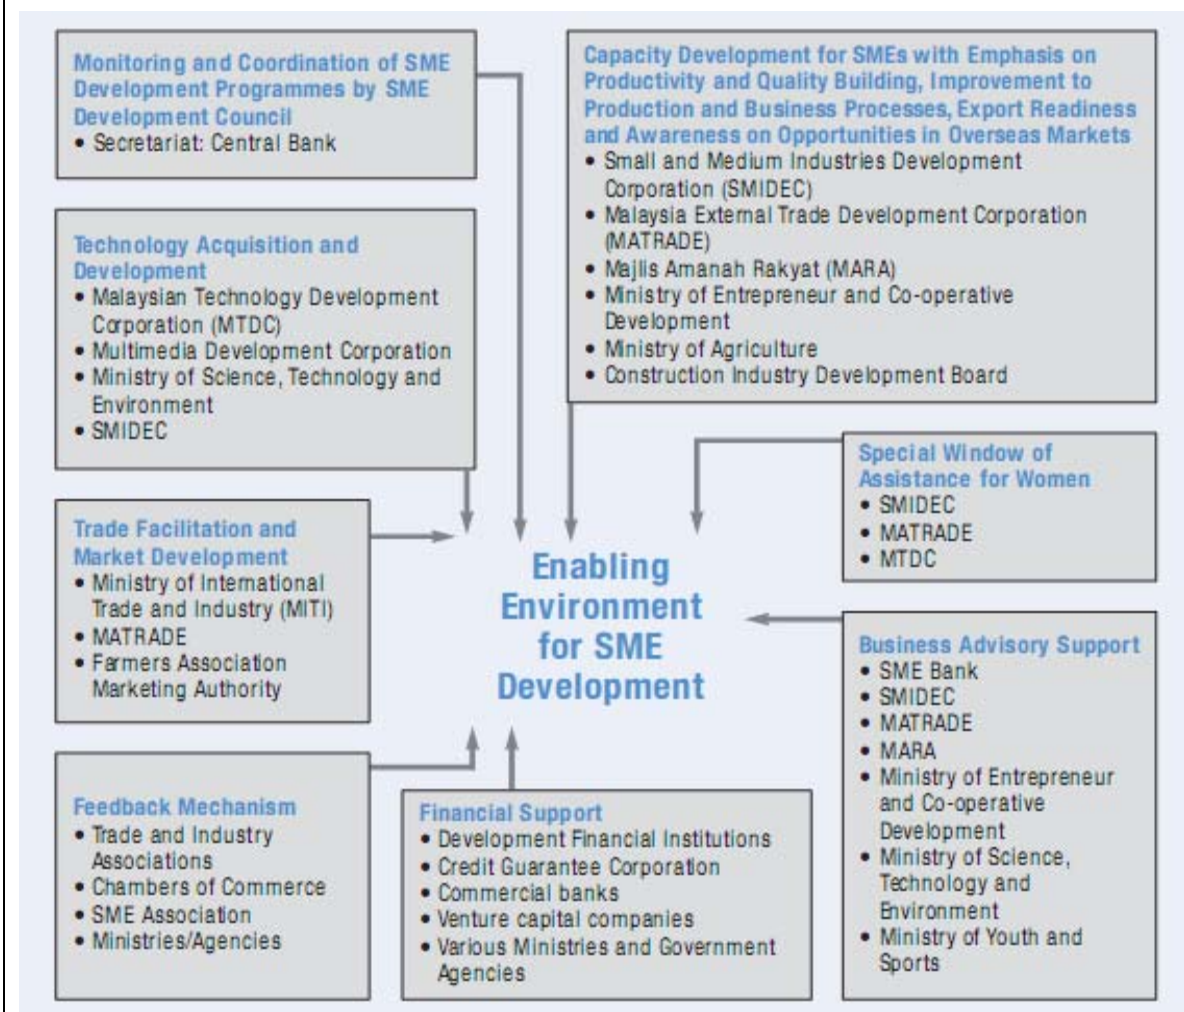 Monitoring and Coordination of SME
Development Programmes by SME
Development Council
• Secretariat: Central Bank
Capacity Development for SMEs with Emphasis on
Productivity and Quality Building, Improvement to
Production and Business Processes, Export Readiness
and Awareness on Opportunities in Overseas Markets
• Small and Medium Industries Development
Corporation (SMIDEC)
• Malaysia External Trade Development Corporation
(MATRADE)
• Majlis Amanah Rakyat (MARA)
• Ministry of Entrepreneur and Co-operative
Development
• Ministry of Agriculture
• Construction Industry Development Board
Technology Acquisition and
Development
• Malaysian Technology Development
Corporation (MTDC)
• Multimedia Development Corporation
• Ministry of Science, Technology and
Environment
• SMIDEC
Special Window of
Assistance for Women
• SMIDEC
• MATRADE
• MTDC
Trade Facilitation and
Market Development
• Ministry of International
Trade and Industry (MITI)
• MATRADE
• Farmers Association
Marketing Authority
Enabling
Environment
for SME
Development
Business Advisory Support
• SME Bank
• SMIDEC
• MATRADE
• MARA
• Ministry of Entrepreneur
and Co-operative
Development
• Ministry of Science,
Technology and
Environment
• Ministry of Youth and
Sports
Feedback Mechanism
• Trade and Industry
Associations
• Chambers of Commerce
• SME Association
• Ministries/Agencies
Financial Support
• Development Financial Institutions
• Credit Guarantee Corporation
• Commercial banks
• Venture capital companies
• Various Ministries and Government
Agencies